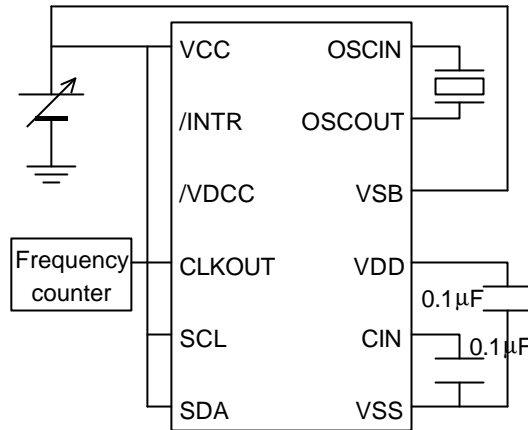 VCC OSCIN
/INTR OSCOUT
/VDCC VSB
Frequency
counter
CLKOUT VDD
0.1μF
SCL CIN
0.1μF
SDA VSS